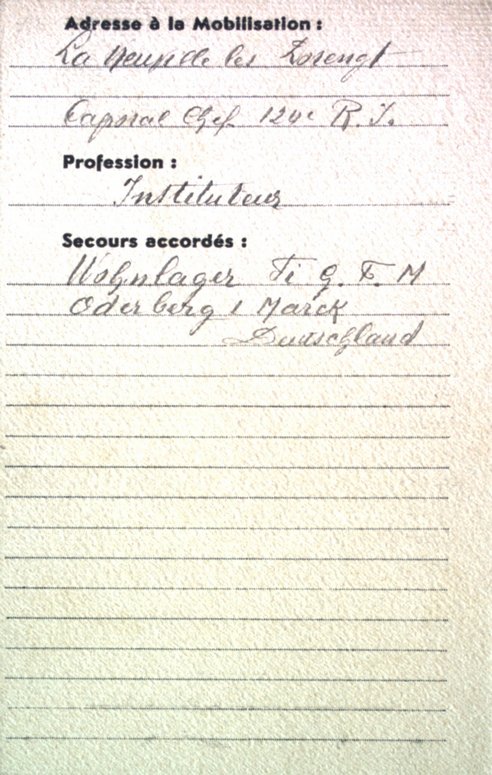 Adresse à la Mobilisation :
La Neuville les Lorengt
Caporal Chef 124e R.I.
Profession :
Instituteur
Secours accordés :
Wohnlager Fi G. F. M
Oderberg / Marck
Deutschland